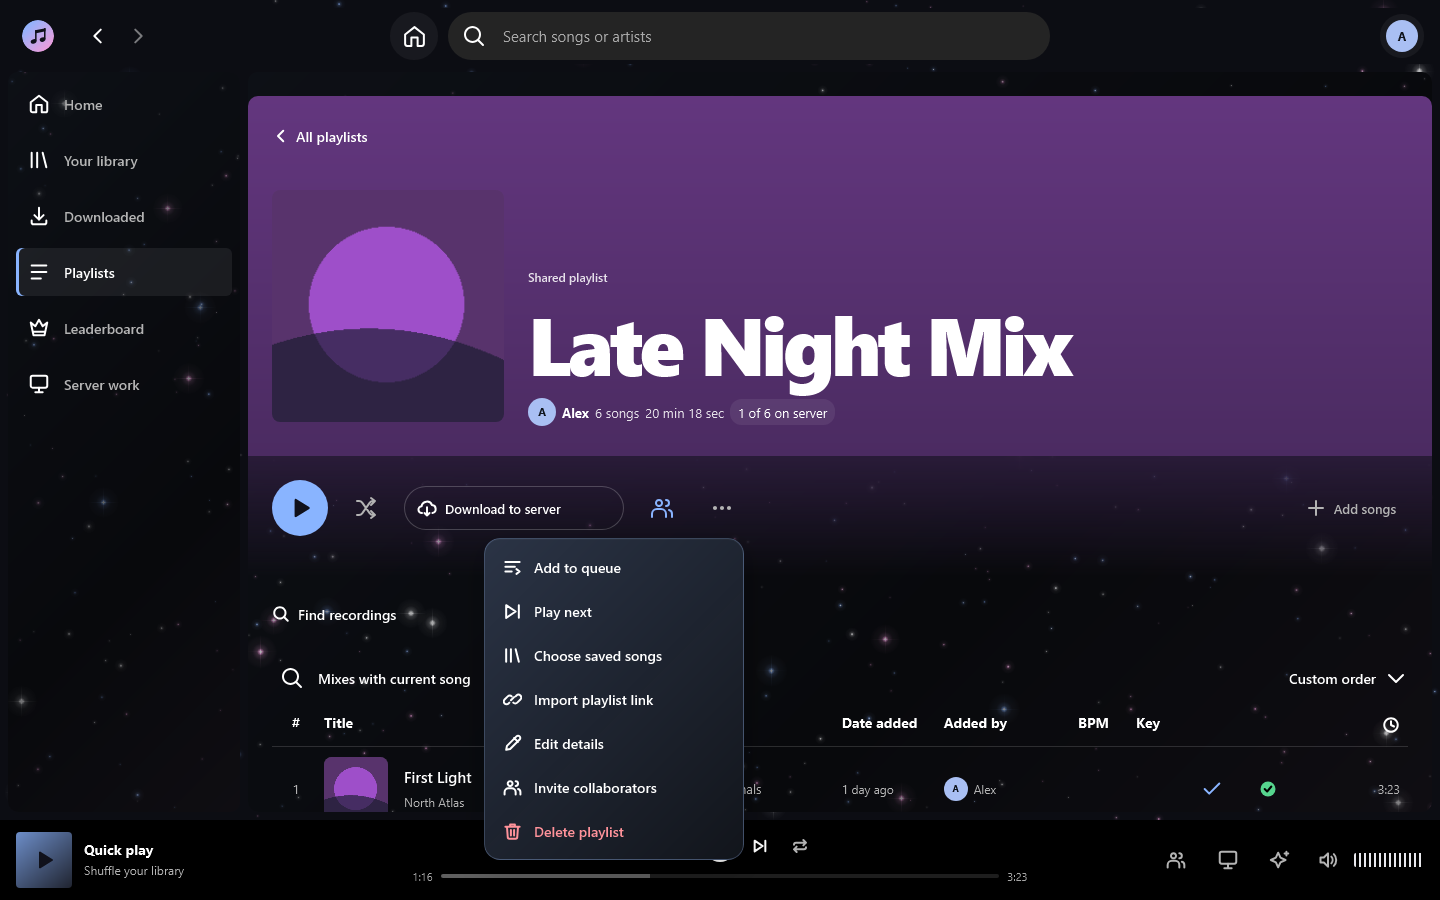 Search songs or artists
A
Home
Your library
Downloaded
Playlists
Leaderboard
Server work
All playlists
Shared playlist
Late Night Mix
A Alex 6 songs 20 min 18 sec 1 of 6 on server
Download to server
Add songs
Add to queue
Play next
Choose saved songs
Import playlist link
Edit details
Invite collaborators
Delete playlist
Find recordings
Mixes with current song
Custom order
# Title Date added Added by BPM Key
1 First Light 1 day ago A Alex 3:23
North Atlas
Quick play
Shuffle your library
1:16 3:23